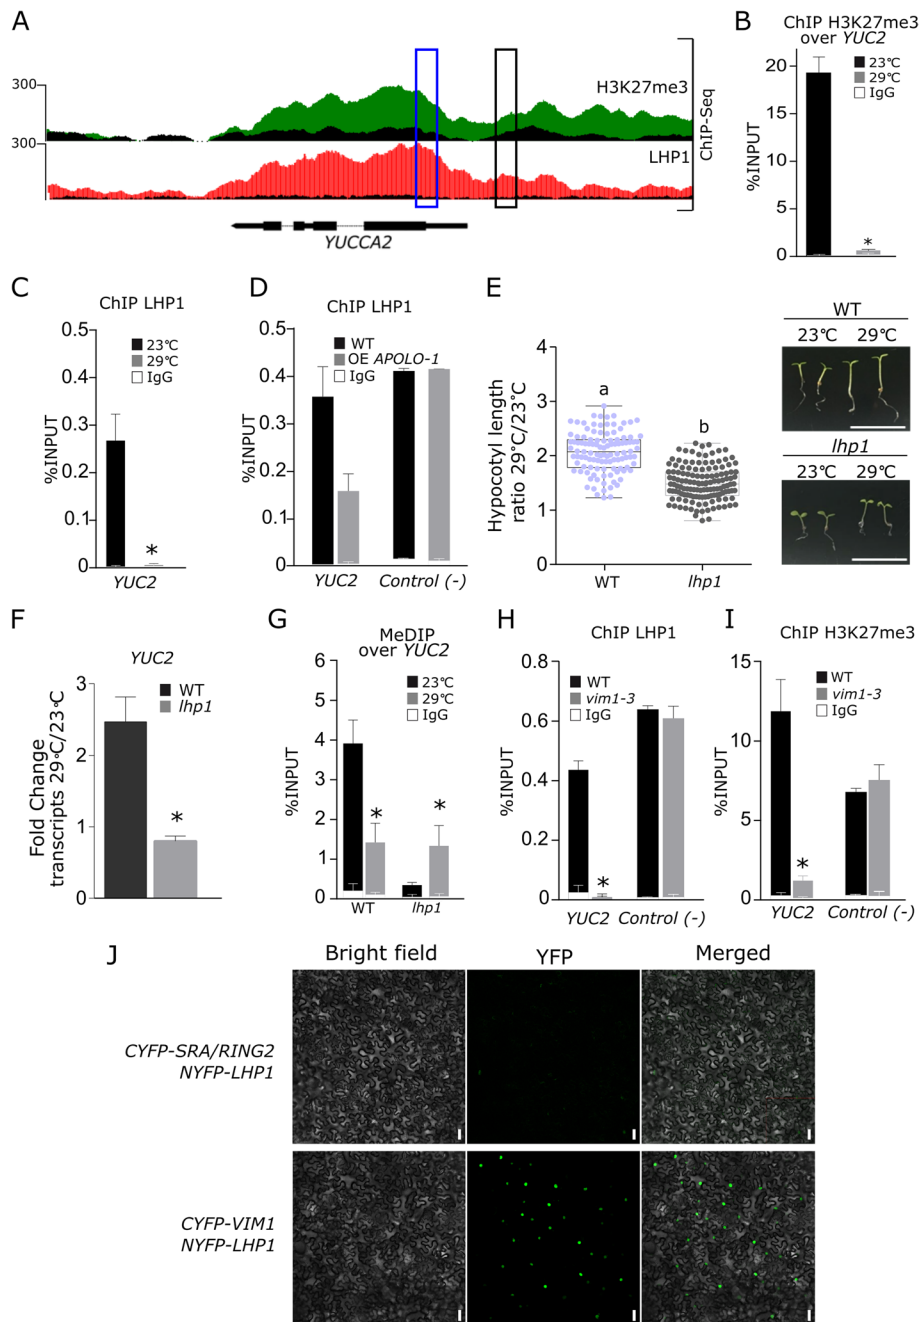 A
300
H3K27me3
300
LHP1
ChIP-Seq
YUCCA2
B
ChIP H3K27me3
over YUC2
23℃
29℃
IgG
%INPUT
20
15
10
5
0
*
C
ChIP LHP1
23℃
29℃
IgG
%INPUT
0.5
0.4
0.3
0.2
0.1
0
*
YUC2
D
ChIP LHP1
WT
OE APOLO-1
IgG
%INPUT
0.5
0.4
0.3
0.2
0.1
0
YUC2
Control (-)
E
Hypocotyl length
ratio 29°C/23°C
4
3
2
1
0
a
b
WT
lhp1
WT
23℃ 29℃
lhp1
23℃ 29℃
F
YUC2
WT
lhp1
Fold Change
transcripts 29°C/23°C
3
2
1
0
*
G
MeDIP
over YUC2
23℃
29℃
IgG
%INPUT
6
5
4
3
2
1
0
*
*
WT
lhp1
H
ChIP LHP1
WT
vim1-3
IgG
%INPUT
0.8
0.6
0.4
0.2
0
*
YUC2
Control (-)
I
ChIP H3K27me3
WT
vim1-3
IgG
%INPUT
15
10
5
0
*
YUC2
Control (-)
J
Bright field
YFP
Merged
CYFP-SRA/RING2
NYFP-LHP1
CYFP-VIM1
NYFP-LHP1